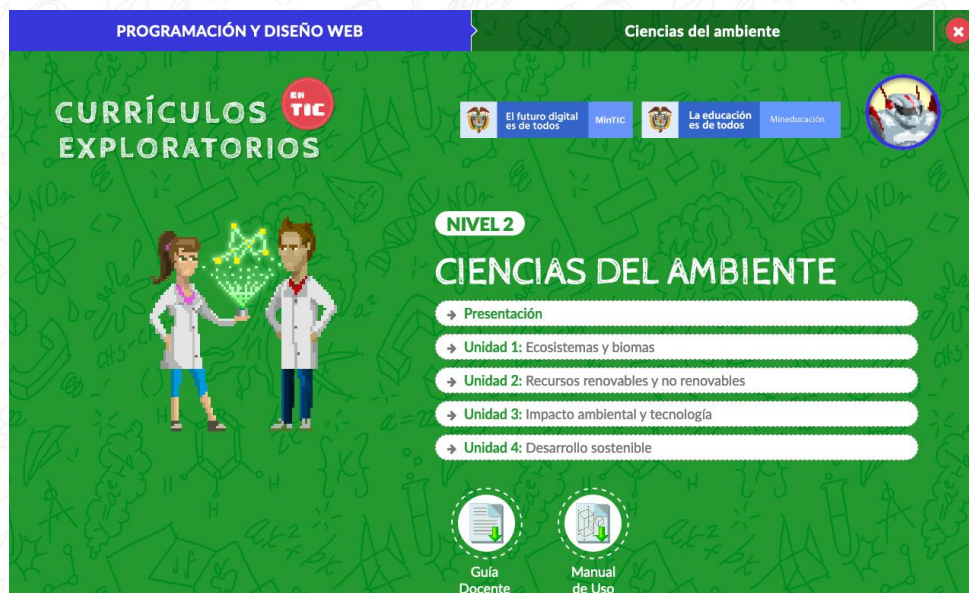 PROGRAMACIÓN Y DISEÑO WEB
Ciencias del ambiente
CURRÍCULOS
EN
TIC
EXPLORATORIOS
El futuro digital
es de todos
MinTIC
La educación
es de todos
Mineducación
NIVEL 2
CIENCIAS DEL AMBIENTE
Presentación
Unidad 1: Ecosistemas y biomas
Unidad 2: Recursos renovables y no renovables
Unidad 3: Impacto ambiental y tecnología
Unidad 4: Desarrollo sostenible
Guía
Docente
Manual
de Uso